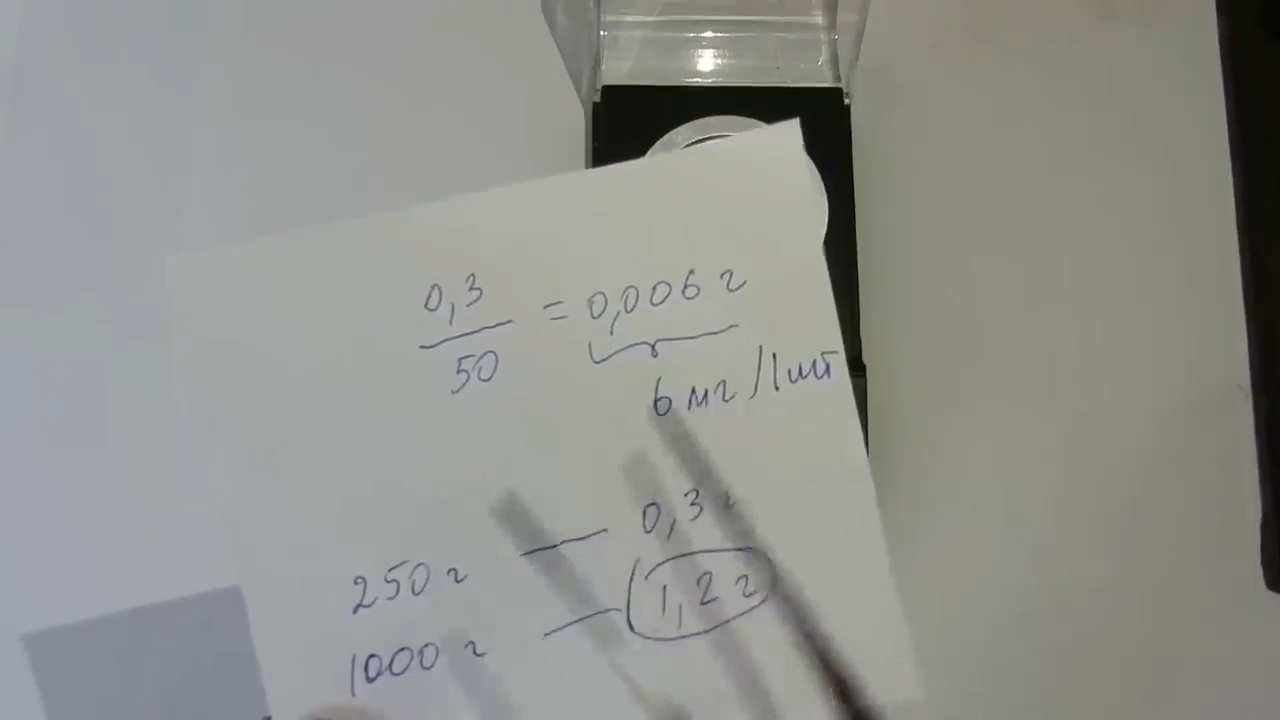 0,3
50
= 0,006 г
6 мг/1 шт
250 г — 0,3 г
1000 г — 1,2 г